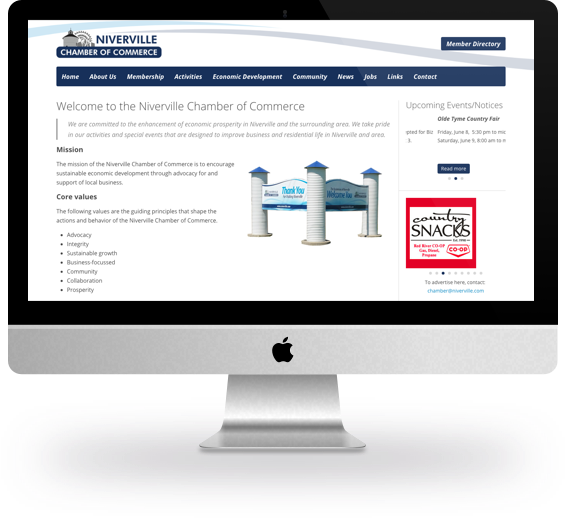 NIVERVILLE
CHAMBER OF COMMERCE
Member Directory
Home About Us Membership Activities Economic Development Community News Jobs Links Contact
Welcome to the Niverville Chamber of Commerce
We are committed to the enhancement of economic prosperity in Niverville and the surrounding area. We take pride
in our activities and special events that are designed to improve business and residential life in Niverville and area.
Mission
The mission of the Niverville Chamber of Commerce is to encourage
sustainable economic development through advocacy for and
support of local business.
Core values
The following values are the guiding principles that shape the
actions and behavior of the Niverville Chamber of Commerce.
Advocacy
Integrity
Sustainable growth
Business-focussed
Community
Collaboration
Prosperity
Thank You
Upcoming Events/Notices
Olde Tyme Country Fair
pted for Biz Friday, June 8, 5:30 pm to mic
3. Saturday, June 9, 8:00 am to n
Read more
country
SNACKS
Est. 1998
Red River CO-OP
Gas, Diesel,
Propane
CO-OP
To advertise here, contact:
chamber@niverville.com